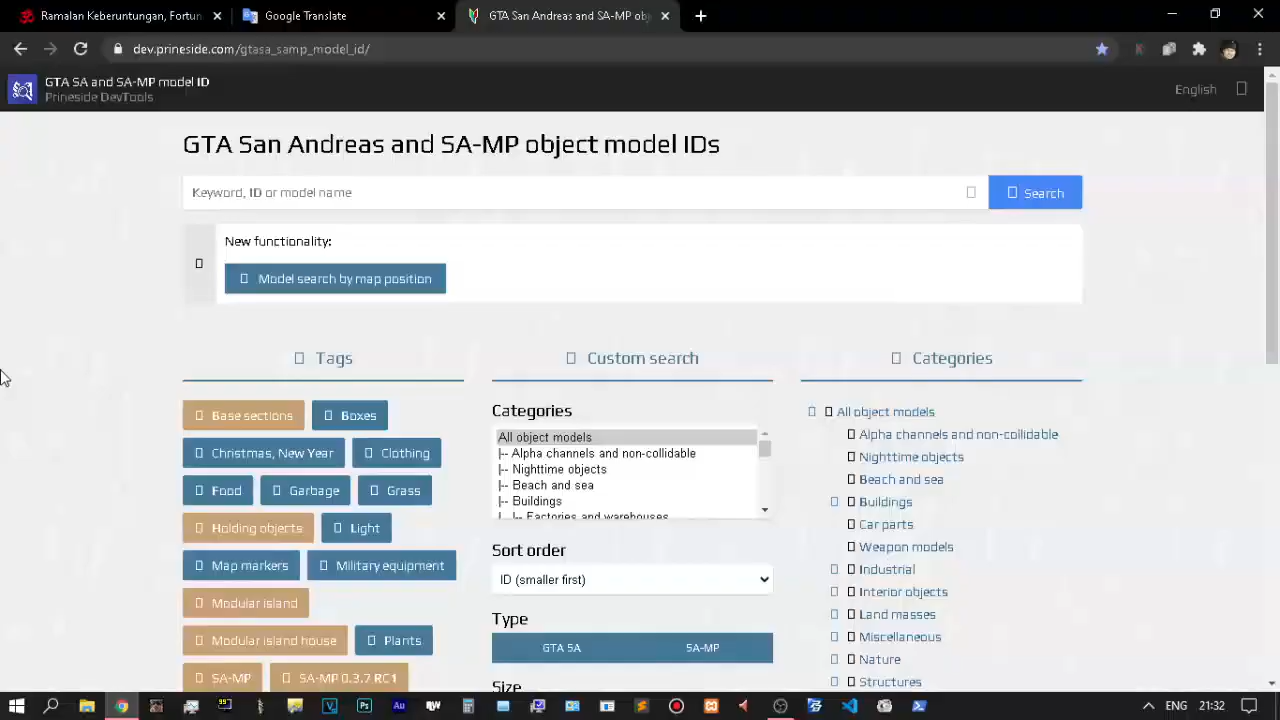 Ramalan Keberuntungan, Fortun
Google Translate
GTA San Andreas and SA-MP obj
dev.prineside.com/gtasa_samp_model_id/
GTA SA and SA-MP model ID
Prineside DevTools
English
GTA San Andreas and SA-MP object model IDs
Keyword, ID or model name
Search
New functionality:
Model search by map position
Tags
Base sections
Boxes
Christmas, New Year
Clothing
Food
Garbage
Grass
Holding objects
Light
Map markers
Military equipment
Modular island
Modular island house
Plants
SA-MP
SA-MP 0.3.7 RC1
Custom search
Categories
All object models
|-- Alpha channels and non-collidable
|-- Nighttime objects
|-- Beach and sea
|-- Buildings
|-- |-- Factories and warehouses
Sort order
ID (smaller first)
Type
GTA SA
SA-MP
Size
Categories
All object models
Alpha channels and non-collidable
Nighttime objects
Beach and sea
Buildings
Car parts
Weapon models
Industrial
Interior objects
Land masses
Miscellaneous
Nature
Structures
ENG
21:32